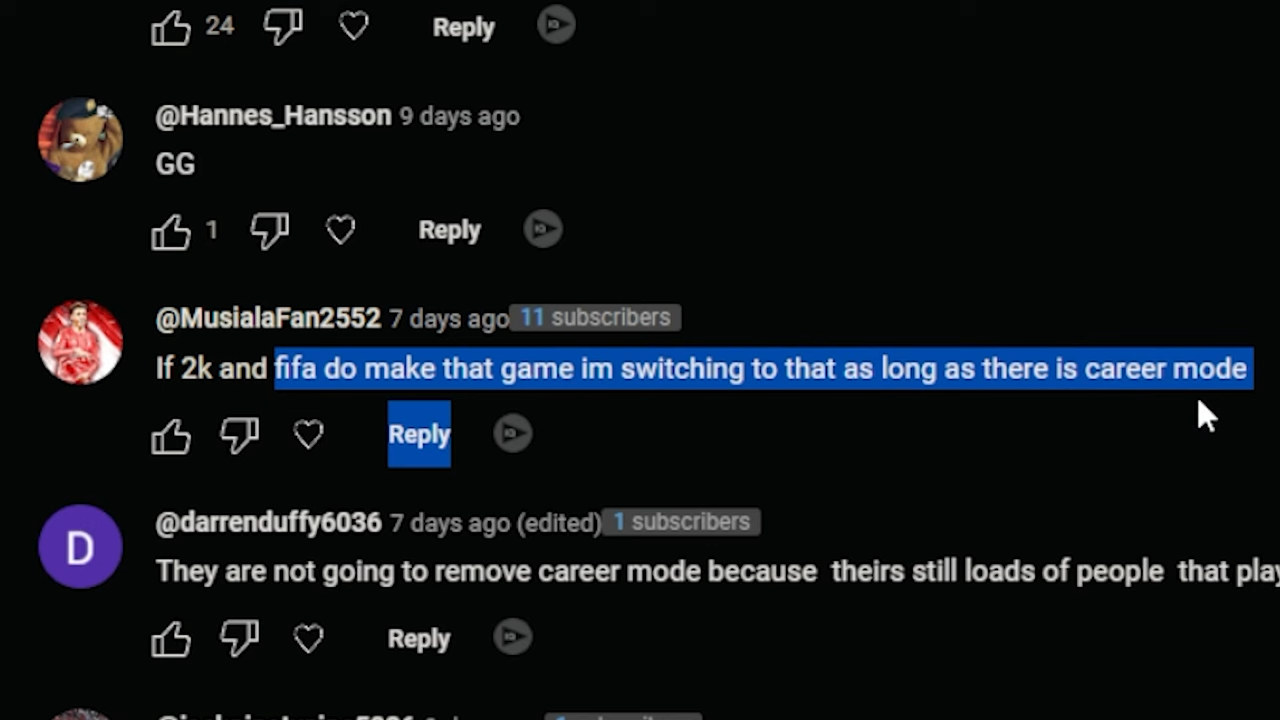 24 Reply
@Hannes_Hansson 9 days ago
GG
1 Reply
@MusialaFan2552 7 days ago 11 subscribers
If 2k and fifa do make that game im switching to that as long as there is career mode
Reply
D
@darrenduffy6036 7 days ago (edited) 1 subscribers
They are not going to remove career mode because theirs still loads of people that play
Reply